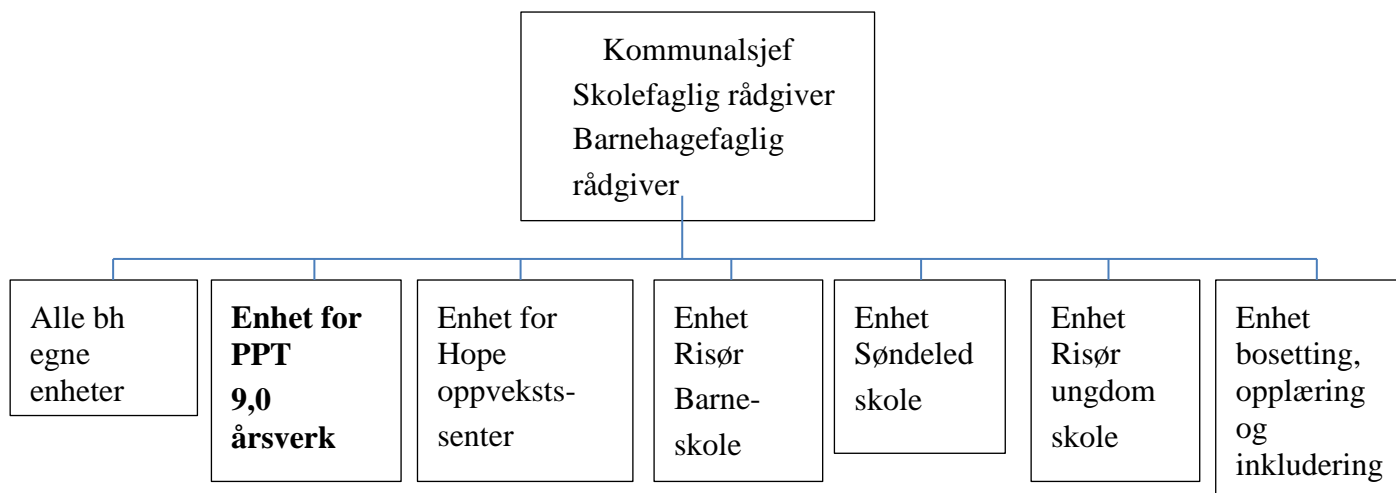 Kommunalsjef
Skolefaglig rådgiver
Barnehagefaglig
rådgiver
Alle bh
egne
enheter
Enhet for
PPT
9,0
årsverk
Enhet for
Hope
oppveksts-
senter
Enhet
Risør
Barne-
skole
Enhet
Søndeled
skole
Enhet
Risør
ungdom
skole
Enhet
bosetting,
opplæring
og
inkludering